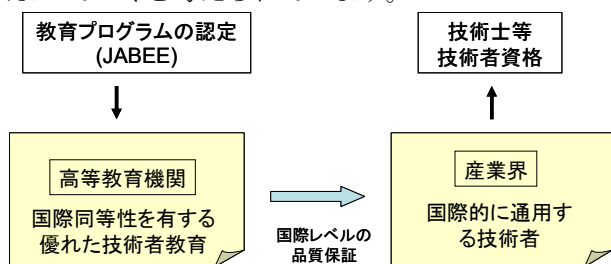 教育プログラムの認定
(JABEE)
技術士等
技術者資格
高等教育機関
国際同等性を有する
優れた技術者教育
国際レベルの
品質保証
産業界
国際的に通用す
る技術者